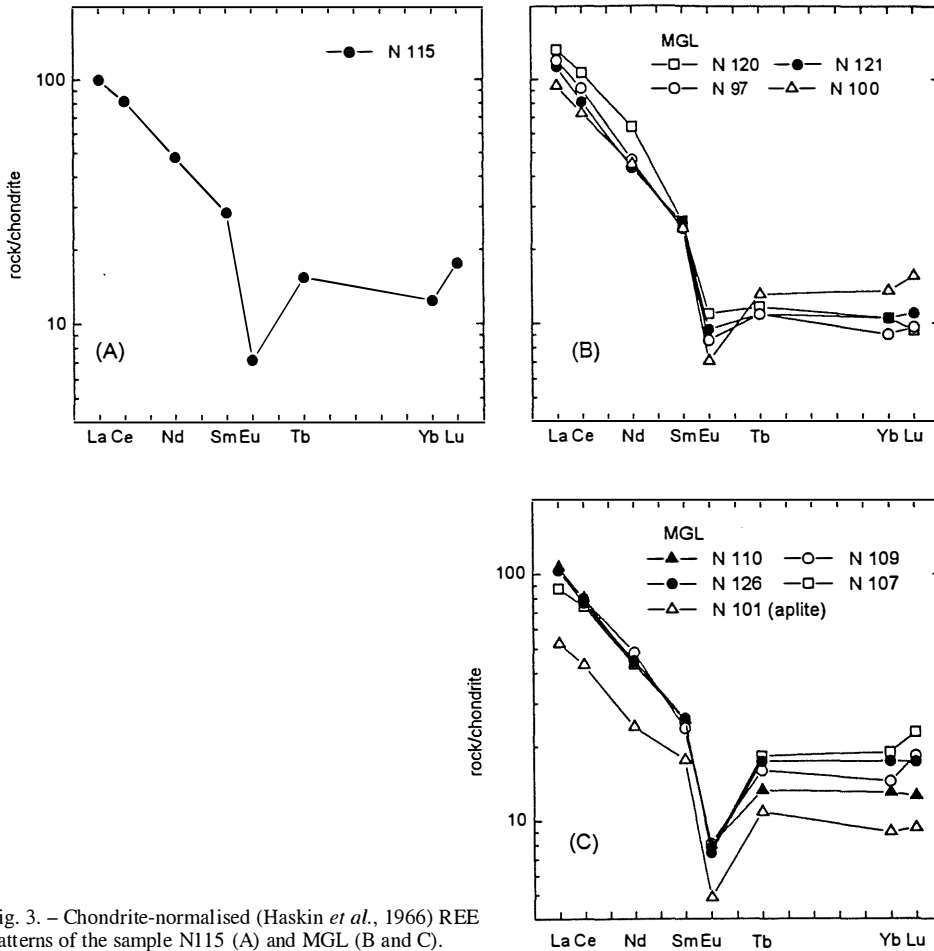 100
10
rock/chondrite
N 115
(A)
La Ce Nd Sm Eu Tb Yb Lu
MGL
N 120 N 121
N 97 N 100
(B)
La Ce Nd Sm Eu Tb Yb Lu
100
10
rock/chondrite
MGL
N 110 N 109
N 126 N 107
N 101 (aplite)
(C)
La Ce Nd Sm Eu Tb Yb Lu
ig. 3. – Chondrite-normalised (Haskin et al., 1966) REE
atterns of the sample N115 (A) and MGL (B and C).